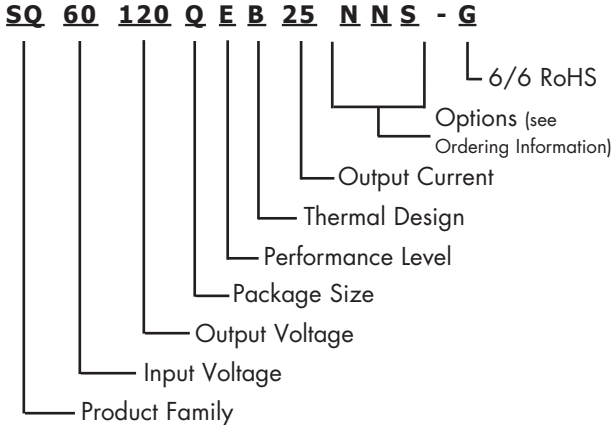 SQ 60 120 Q E B 25 N N S - G
6/6 RoHS
Options (see
Ordering Information)
Output Current
Thermal Design
Performance Level
Package Size
Output Voltage
Input Voltage
Product Family